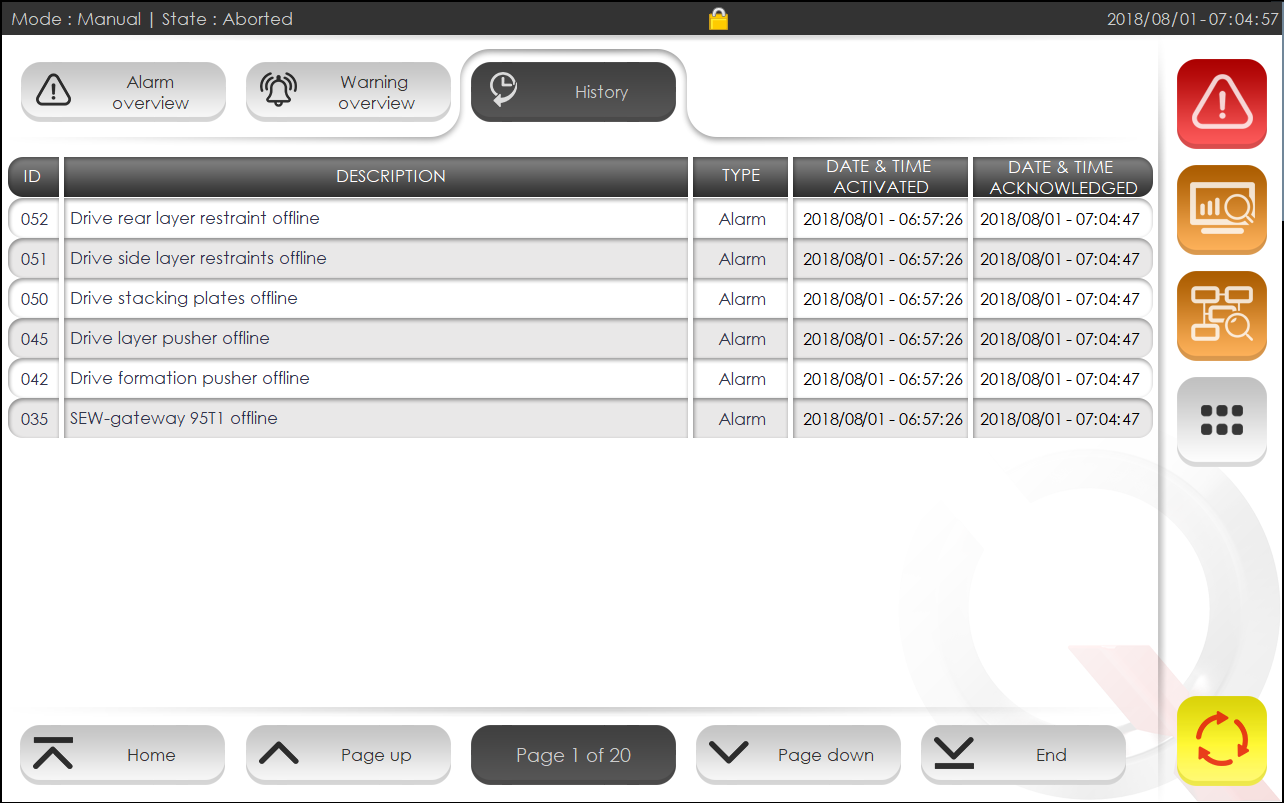 Mode : Manual | State : Aborted 2018/08/01-07:04:57
Alarm
overview
Warning
overview
History
ID DESCRIPTION TYPE DATE & TIME
ACTIVATED DATE & TIME
ACKNOWLEDGED
052 Drive rear layer restraint offline Alarm 2018/08/01 - 06:57:26 2018/08/01 - 07:04:47
051 Drive side layer restraints offline Alarm 2018/08/01 - 06:57:26 2018/08/01 - 07:04:47
050 Drive stacking plates offline Alarm 2018/08/01 - 06:57:26 2018/08/01 - 07:04:47
045 Drive layer pusher offline Alarm 2018/08/01 - 06:57:26 2018/08/01 - 07:04:47
042 Drive formation pusher offline Alarm 2018/08/01 - 06:57:26 2018/08/01 - 07:04:47
035 SEW-gateway 95T1 offline Alarm 2018/08/01 - 06:57:26 2018/08/01 - 07:04:47
Home Page up Page 1 of 20 Page down End